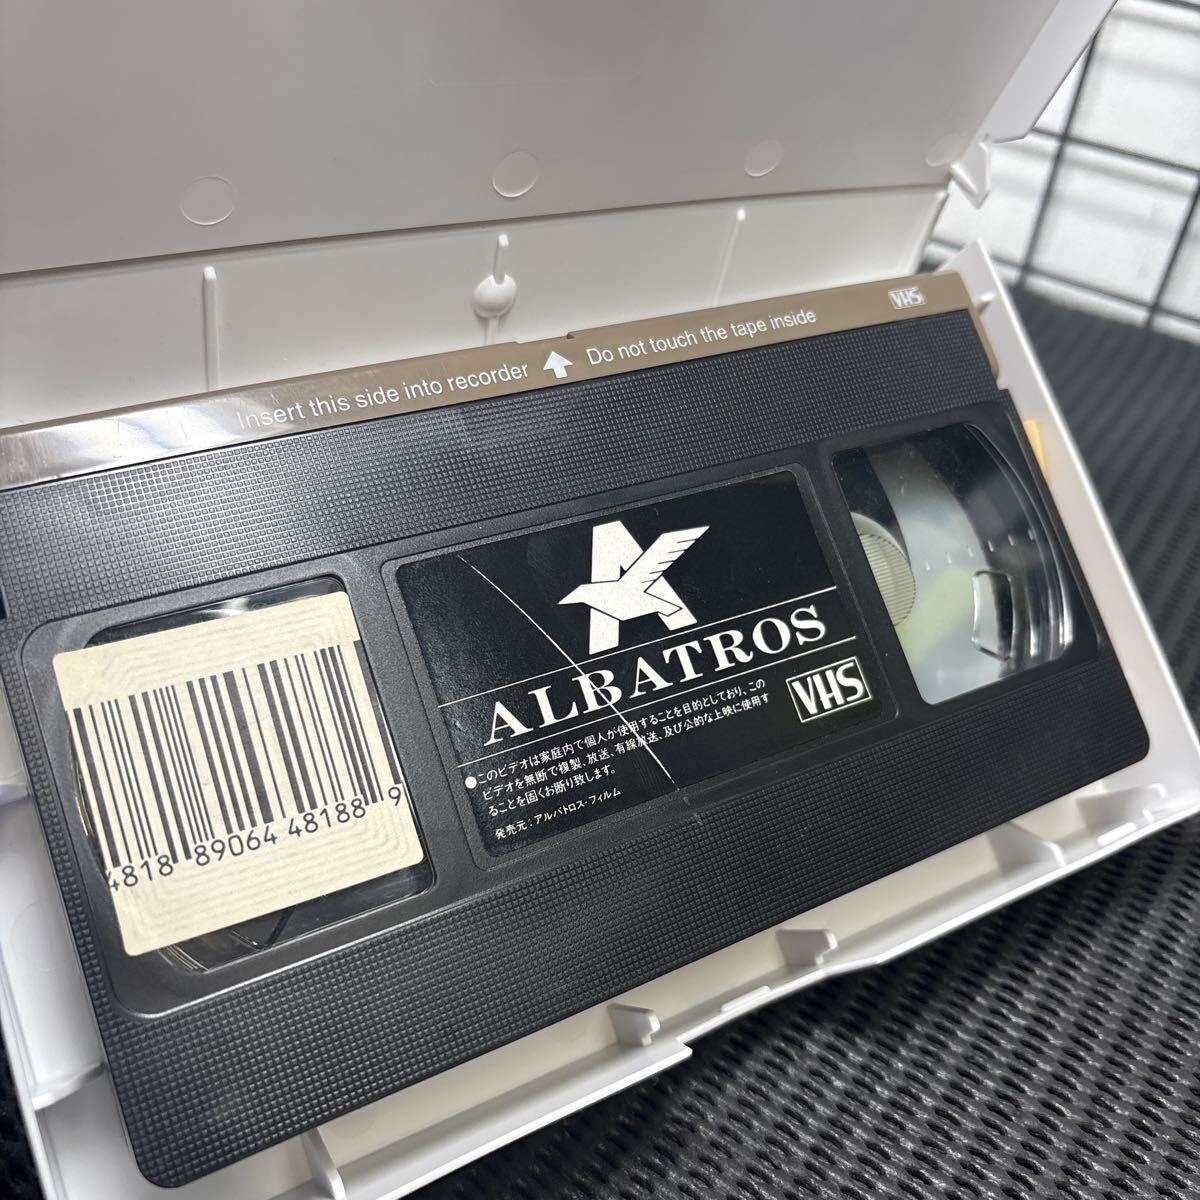 VHS
Insert this side into recorder Do not touch the tape inside
A
ALBATROS
VHS
●このビデオは家庭内で個人が使用することを目的としており、この
ビデオを無断で複製、放送、有線放送、及び公的な上映に使用す
ることを固くお断り致します。
発売元：アルバトロス・フィルム
4818 89064 48188 9